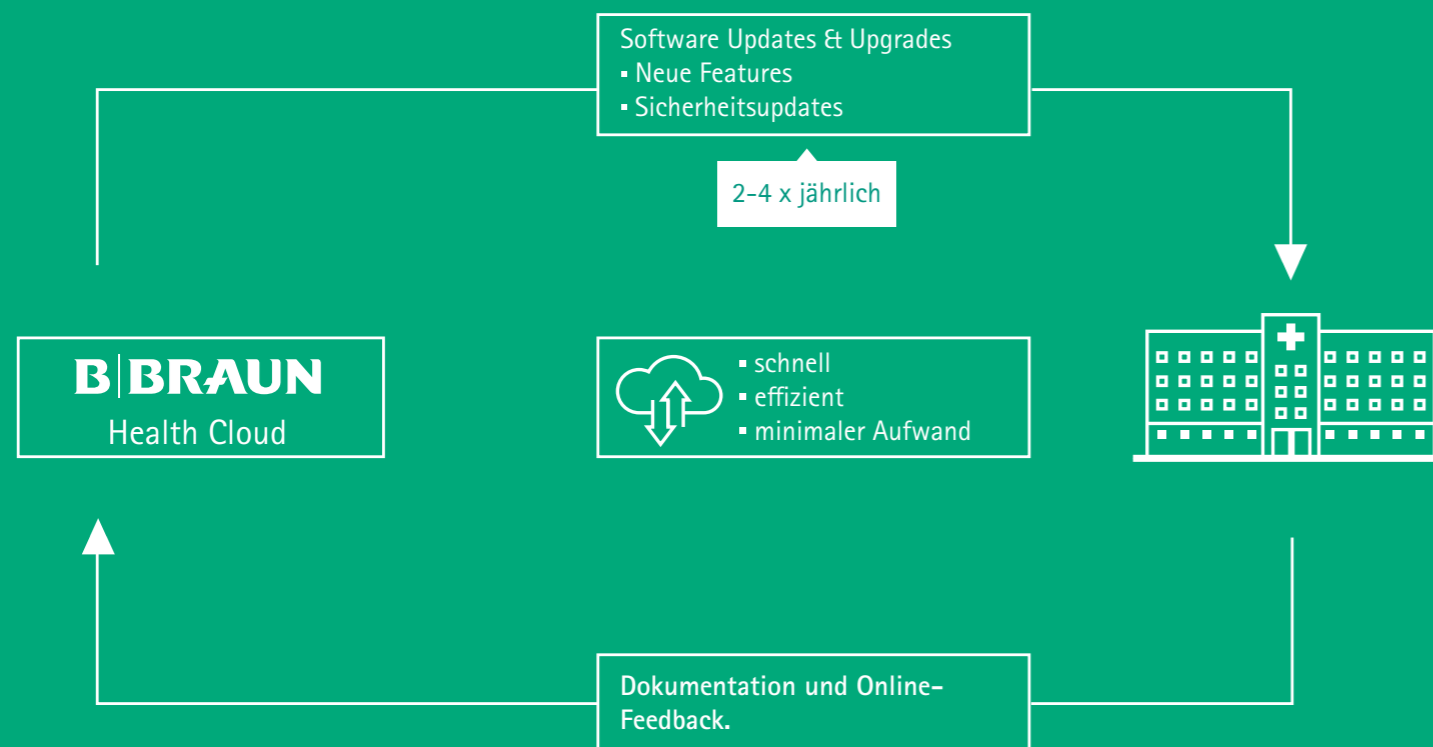 Software Updates & Upgrades
▪ Neue Features
▪ Sicherheitsupdates
2-4 x jährlich
B|BRAUN
Health Cloud
▪ schnell
▪ effizient
▪ minimaler Aufwand
Dokumentation und Online-
Feedback.